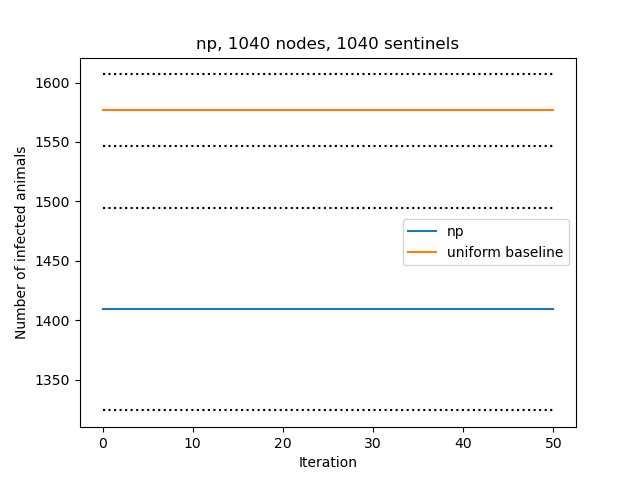 np, 1040 nodes, 1040 sentinels
Number of infected animals
1600
1550
1500
1450
1400
1350
np
uniform baseline
0
10
20
30
40
50
Iteration